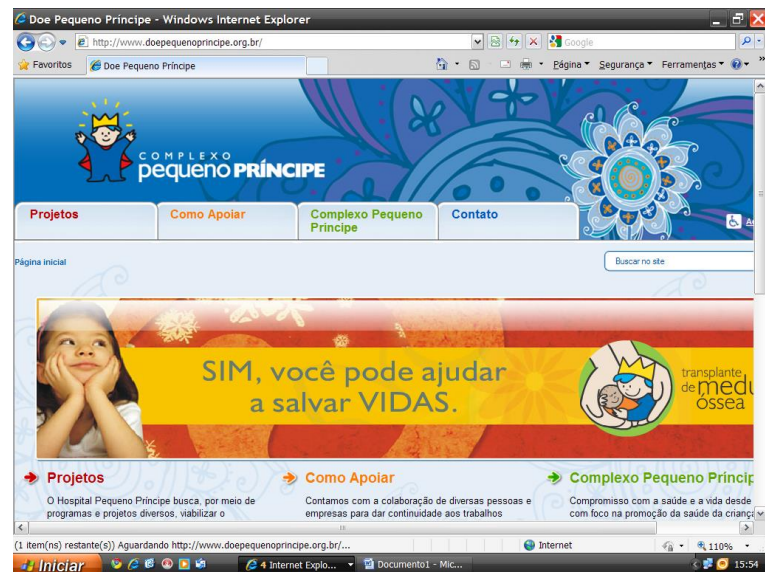 Doe Pequeno Príncipe - Windows Internet Explorer
http://www.doepequenoprincipe.org.br/
Google
Favoritos
Doe Pequeno Príncipe
Página
Segurança
Ferramentas
COMPLEXO
pequeno PRÍNCIPE
Projetos
Como Apoiar
Complexo Pequeno
Príncipe
Contato
Página inicial
Buscar no site
SIM, você pode ajudar
a salvar VIDAS.
transplante
de medu
óssea
Projetos
Como Apoiar
Complexo Pequeno Príncip
O Hospital Pequeno Príncipe busca, por meio de
programas e projetos diversos, viabilizar o
Contamos com a colaboração de diversas pessoas e
empresas para dar continuidade aos trabalhos
Compromisso com a saúde e a vida desde
com foco na promoção da saúde da criança
(1 item(ns) restante(s)) Aguardando http://www.doepequenoprincipe.org.br/...
Internet
110%
Iniciar
4 Internet Explo...
Documento1 - Mic...
15:54